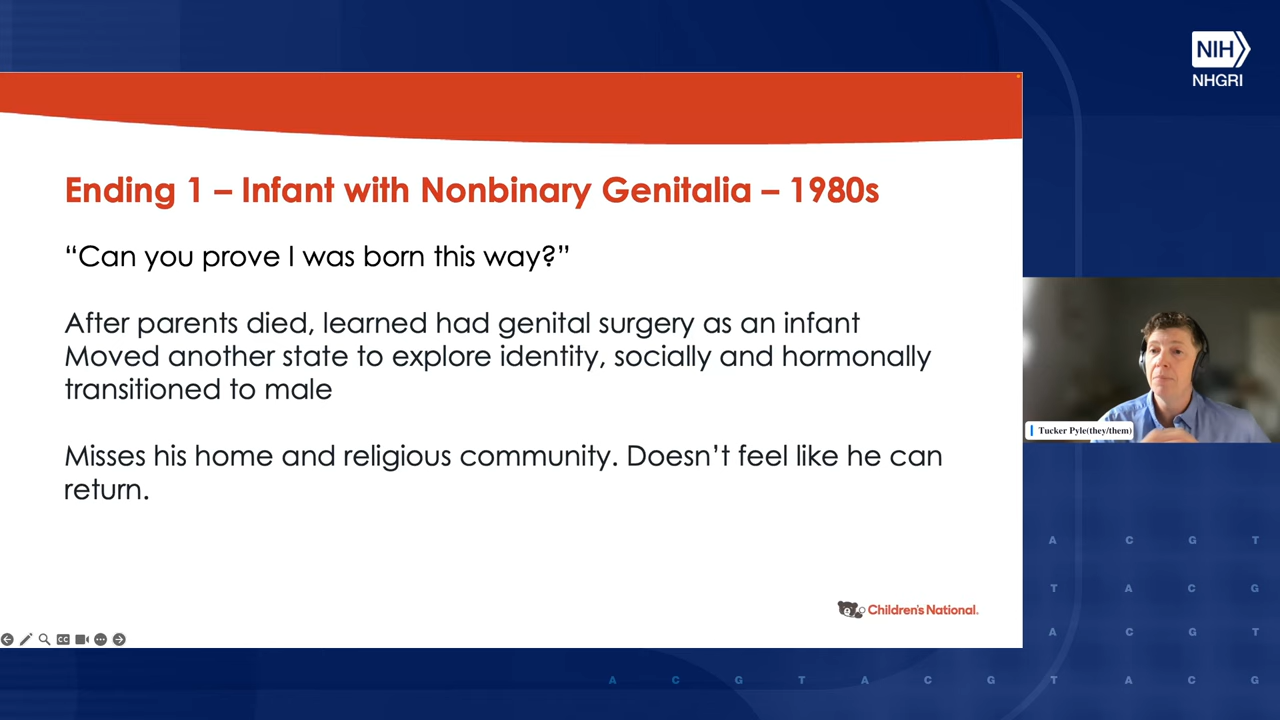 NIH
NHGRI
Ending 1 – Infant with Nonbinary Genitalia – 1980s
“Can you prove I was born this way?”
After parents died, learned had genital surgery as an infant
Moved another state to explore identity, socially and hormonally
transitioned to male
Misses his home and religious community. Doesn’t feel like he can
return.
Children's National.
CC
Tucker Pyle(they/them)
A C G T
T A C G
A C G T
A C G T A C G T A C G